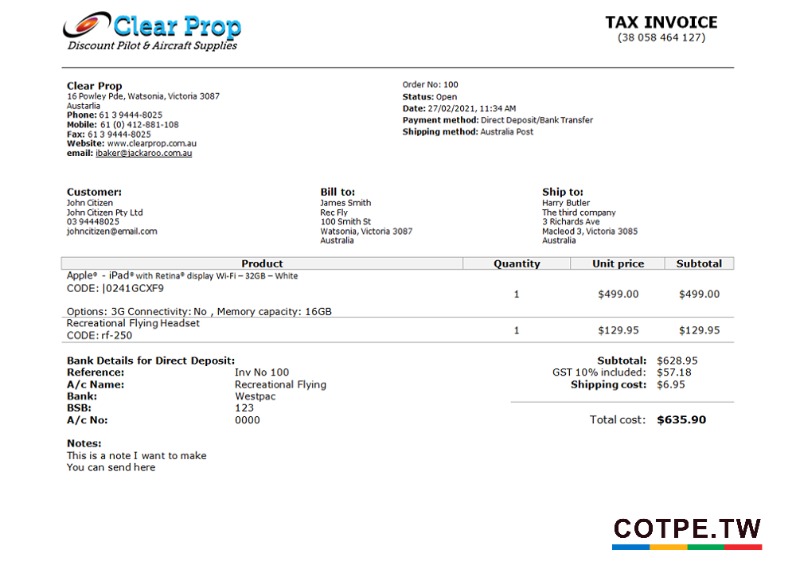 Clear Prop
Discount Pilot & Aircraft Supplies
TAX INVOICE
(38 058 464 127)
Clear Prop
16 Powley Pde, Watsonia, Victoria 3087
Austarlia
Phone: 61 3 9444-8025
Mobile: 61 (0) 412-881-108
Fax: 61 3 9444-8025
Website: www.clearprop.com.au
email: ibaker@jackaroo.com.au
Order No: 100
Status: Open
Date: 27/02/2021, 11:34 AM
Payment method: Direct Deposit/Bank Transfer
Shipping method: Australia Post
Customer:
John Citizen
John Citizen Pty Ltd
03 94448025
johncitizen@email.com
Bill to:
James Smith
Rec Fly
100 Smith St
Watsonia, Victoria 3087
Australia
Ship to:
Harry Butler
The third company
3 Richards Ave
Macleod 3, Victoria 3085
Australia
Product Quantity Unit price Subtotal
Apple® - iPad® with Retina® display Wi-Fi – 32GB – White
CODE: |0241GCXF9
1 $499.00 $499.00
Options: 3G Connectivity: No , Memory capacity: 16GB
Recreational Flying Headset
CODE: rf-250
1 $129.95 $129.95
Bank Details for Direct Deposit:
Reference: Inv No 100
A/c Name: Recreational Flying
Bank: Westpac
BSB: 123
A/c No: 0000
Subtotal: $628.95
GST 10% included: $57.18
Shipping cost: $6.95
Total cost: $635.90
Notes:
This is a note I want to make
You can send here
COTPE.TW